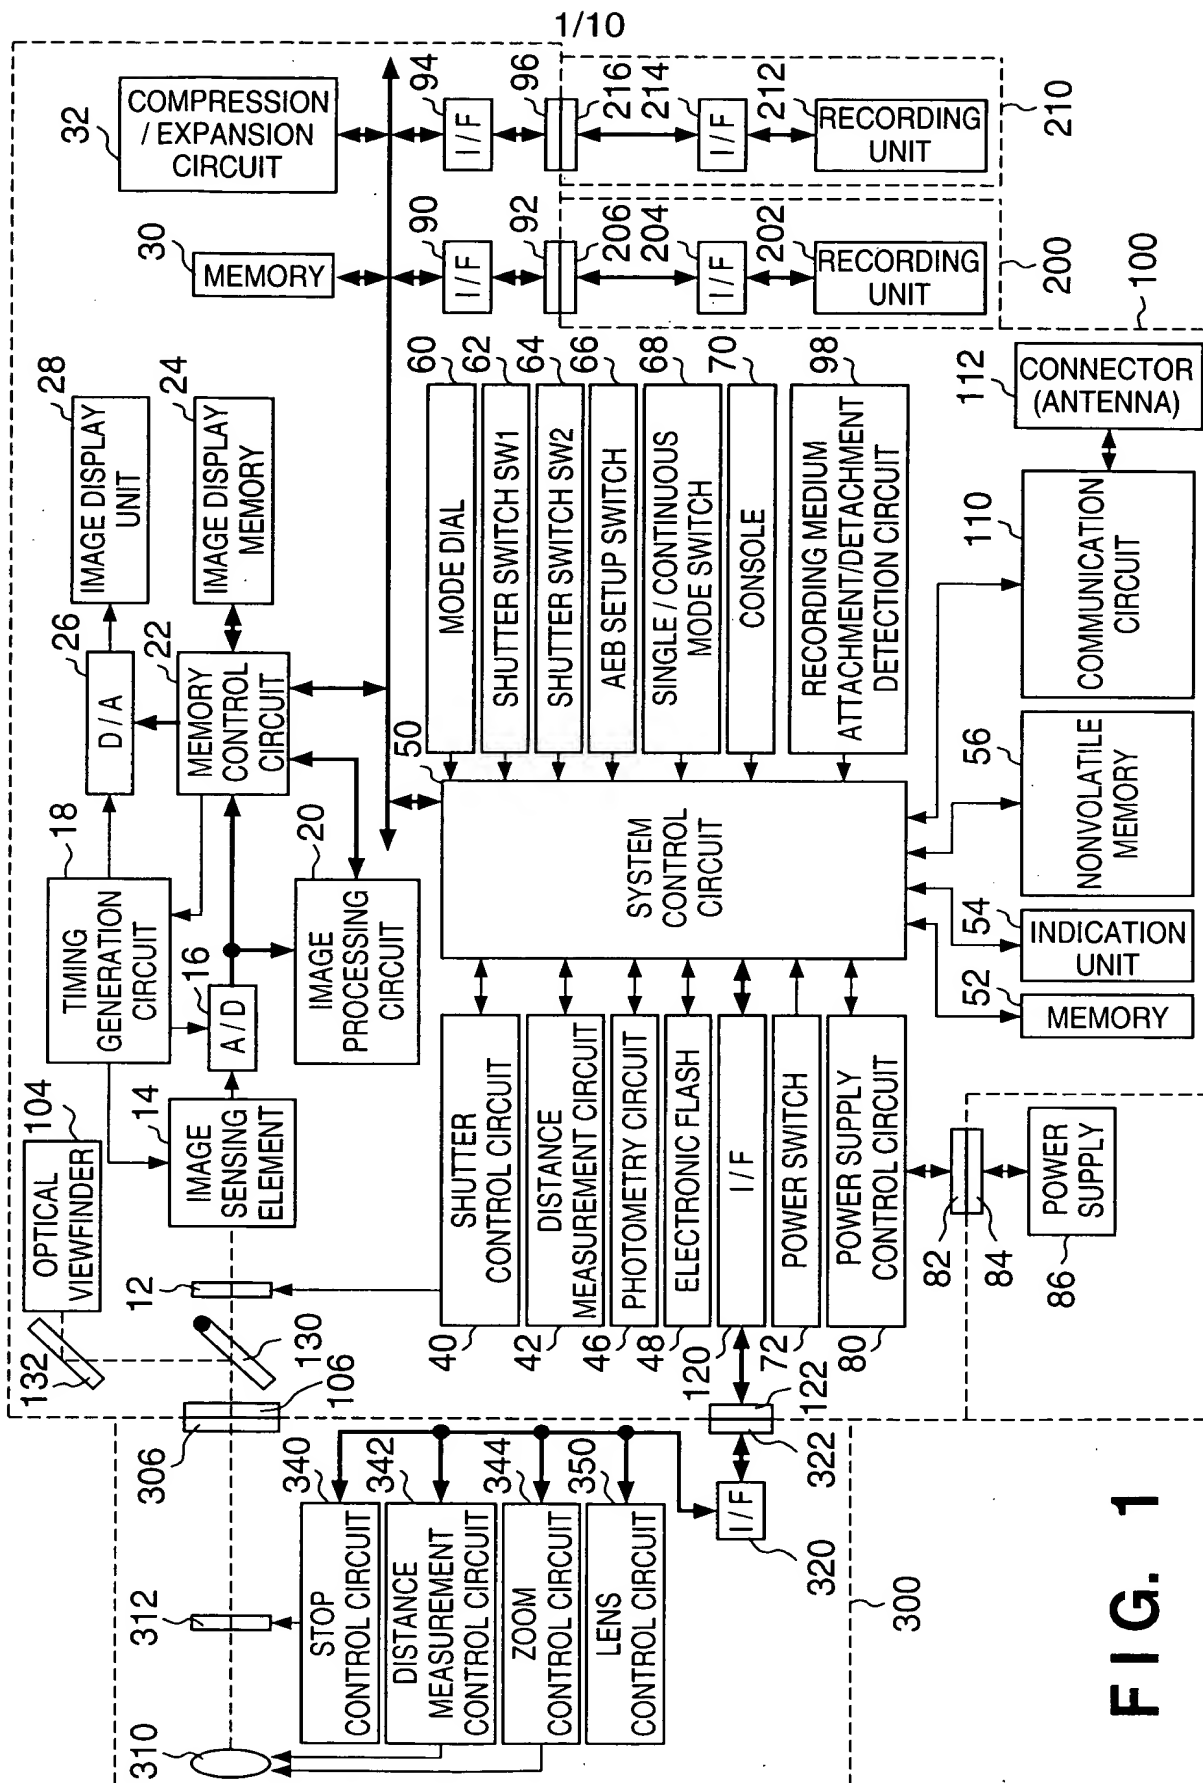 1/10
32
COMPRESSION
/ EXPANSION
CIRCUIT
94
I/F
96
216
214
I/F
212
RECORDING
UNIT
210
30
MEMORY
90
I/F
92
206
204
I/F
202
RECORDING
UNIT
200
100
28
IMAGE DISPLAY
UNIT
24
IMAGE DISPLAY
MEMORY
26
D/A
22
MEMORY
CONTROL
CIRCUIT
18
TIMING
GENERATION
CIRCUIT
16
A/D
20
IMAGE
PROCESSING
CIRCUIT
104
OPTICAL
VIEWFINDER
14
IMAGE
SENSING
ELEMENT
12
132
130
106
306
312
310
60
MODE DIAL
62
SHUTTER SWITCH SW1
64
SHUTTER SWITCH SW2
66
AEB SETUP SWITCH
68
SINGLE / CONTINUOUS
MODE SWITCH
70
CONSOLE
98
RECORDING MEDIUM
ATTACHMENT/DETACHMENT
DETECTION CIRCUIT
50
SYSTEM
CONTROL
CIRCUIT
112
CONNECTOR
(ANTENNA)
110
COMMUNICATION
CIRCUIT
56
NONVOLATILE
MEMORY
54
INDICATION
UNIT
52
MEMORY
SHUTTER
CONTROL CIRCUIT
40
DISTANCE
MEASUREMENT CIRCUIT
42
PHOTOMETRY CIRCUIT
46
ELECTRONIC FLASH
48
I/F
120
POWER SWITCH
72
POWER SUPPLY
CONTROL CIRCUIT
80
82
84
POWER
SUPPLY
86
122
322
I/F
320
340
STOP
CONTROL CIRCUIT
342
DISTANCE
MEASUREMENT
CONTROL CIRCUIT
344
ZOOM
CONTROL CIRCUIT
350
LENS
CONTROL CIRCUIT
300
FIG. 1